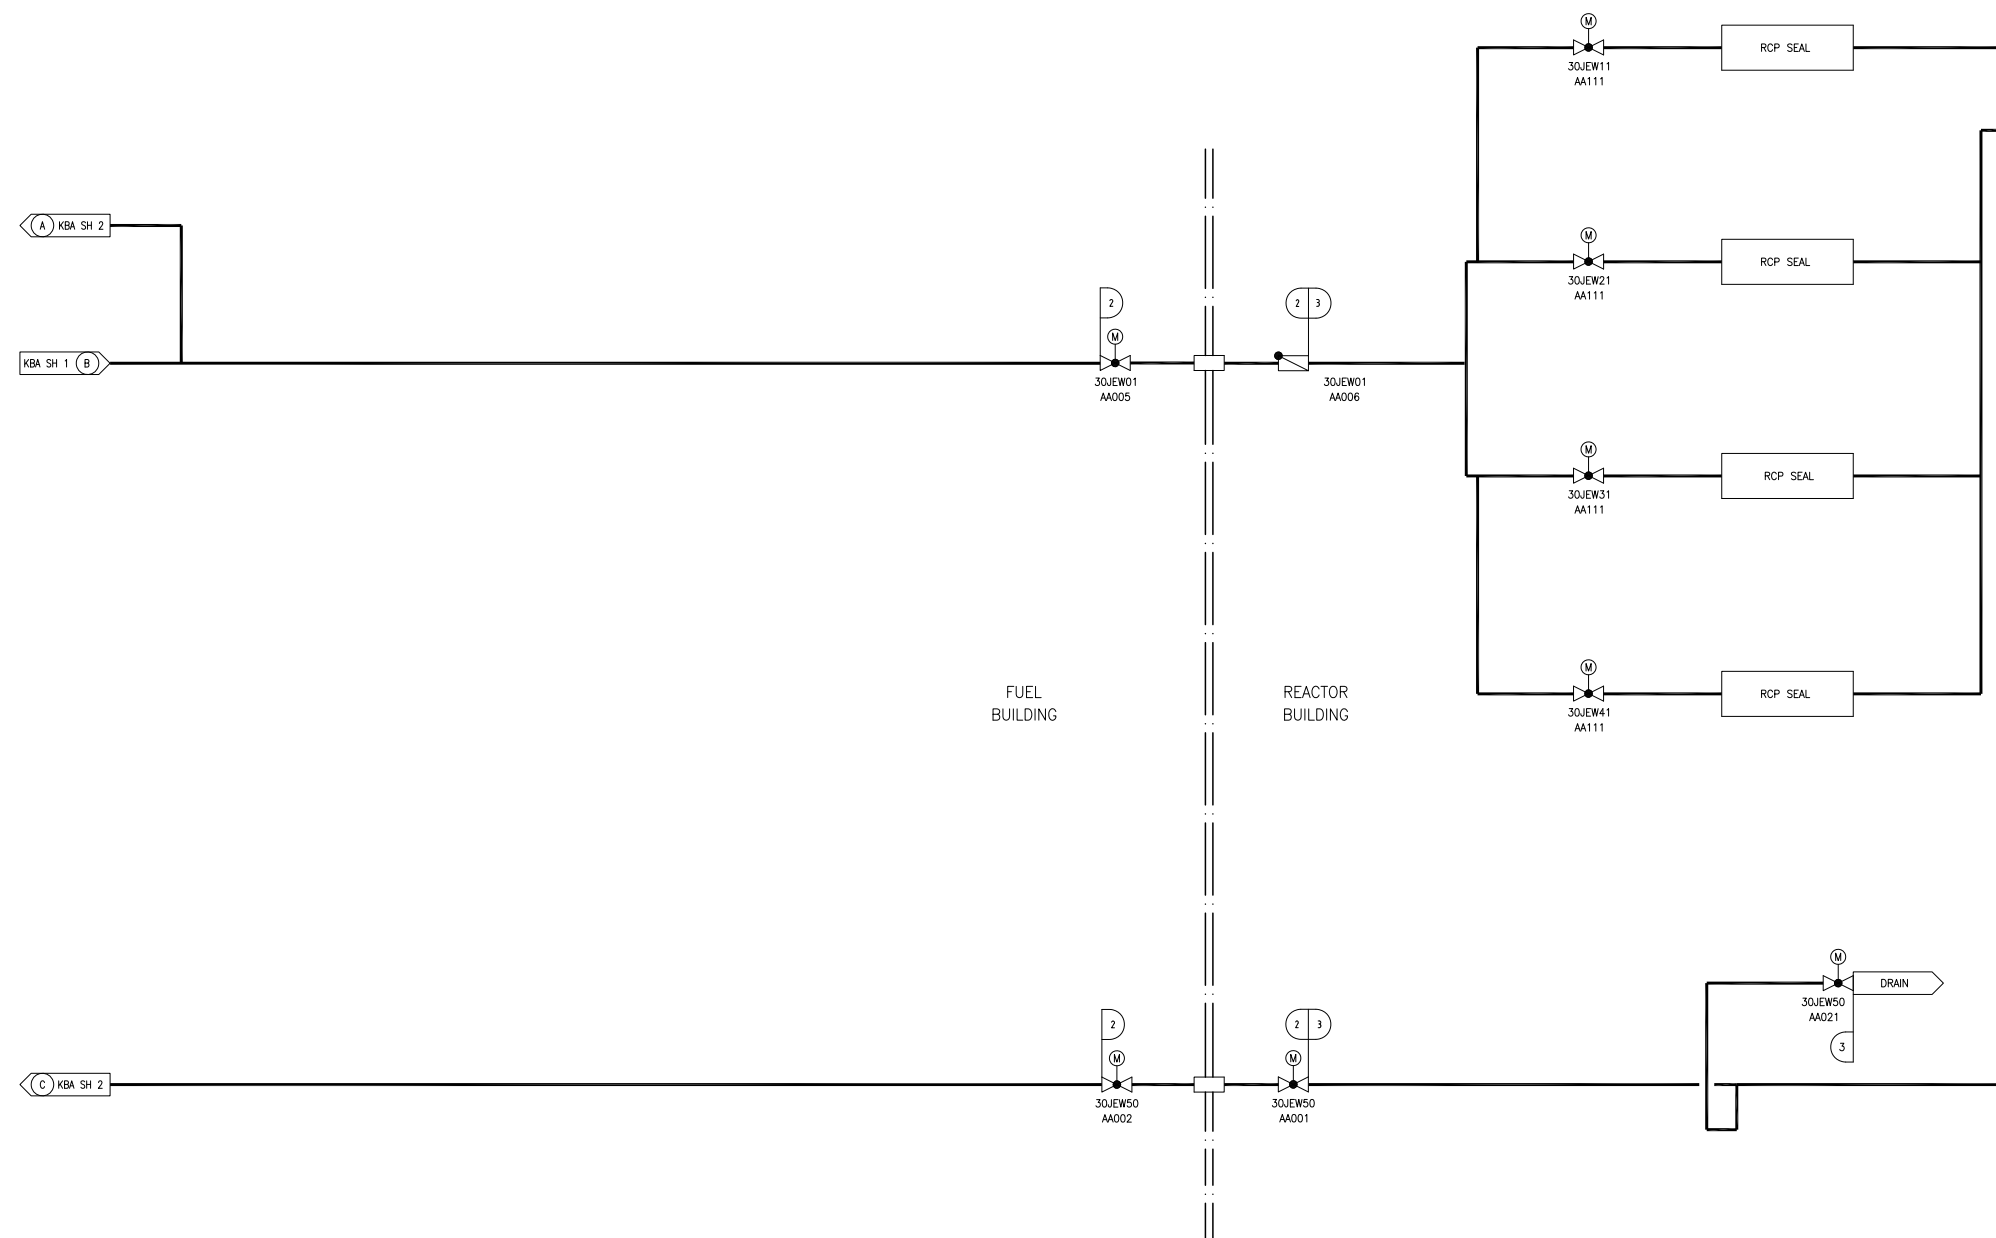 M
RCP SEAL
30JEW11
AA111
A KBA SH 2
M
RCP SEAL
30JEW21
AA111
2
2 3
M
KBA SH 1 B
30JEW01
AA005
30JEW01
AA006
M
RCP SEAL
30JEW31
AA111
FUEL
BUILDING
REACTOR
BUILDING
M
RCP SEAL
30JEW41
AA111
M
DRAIN
30JEW50
AA021
3
2
2 3
M
M
C KBA SH 2
30JEW50
AA002
30JEW50
AA001